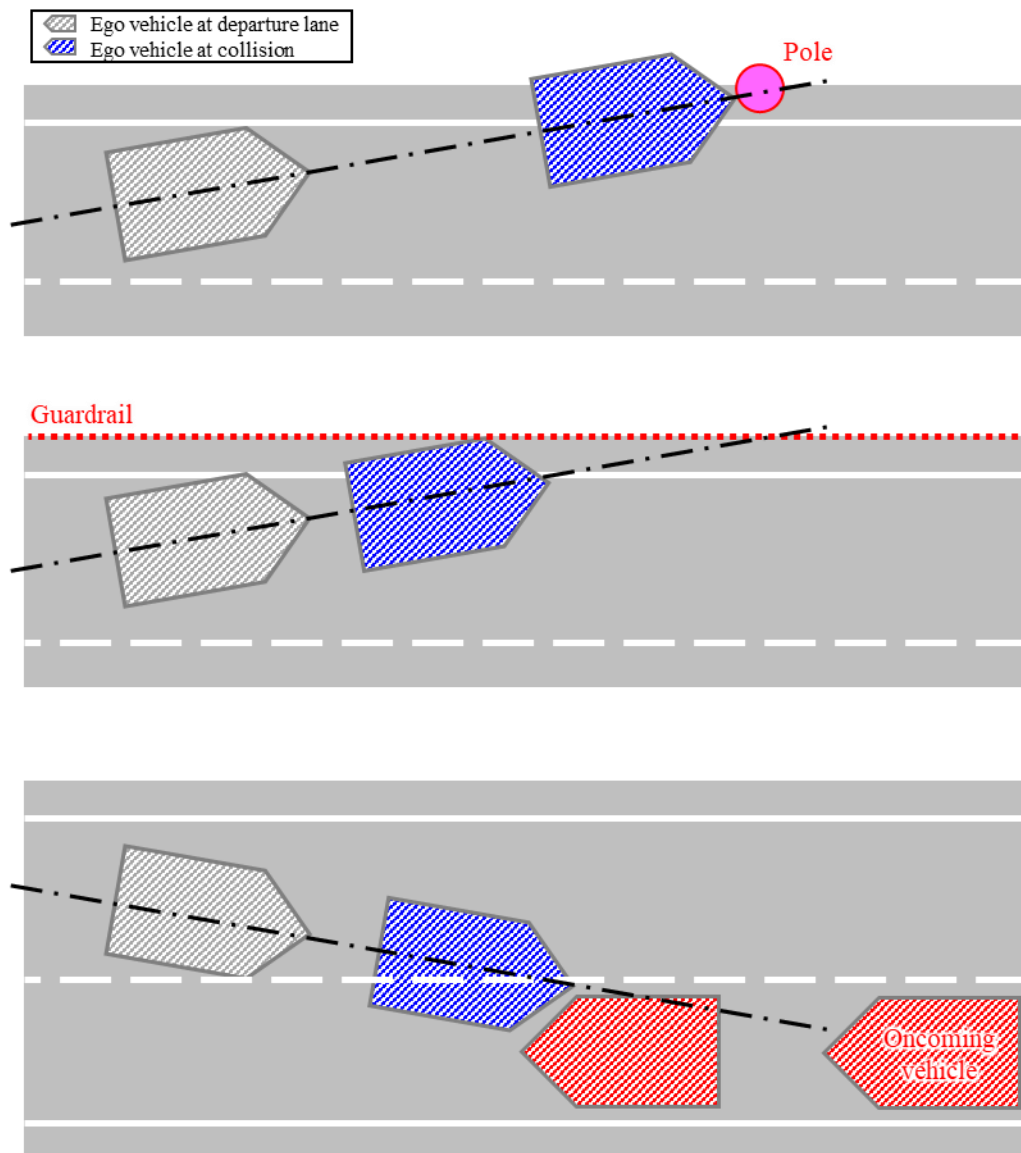 Ego vehicle at departure lane
Ego vehicle at collision
Pole
Guardrail
Oncoming
vehicle